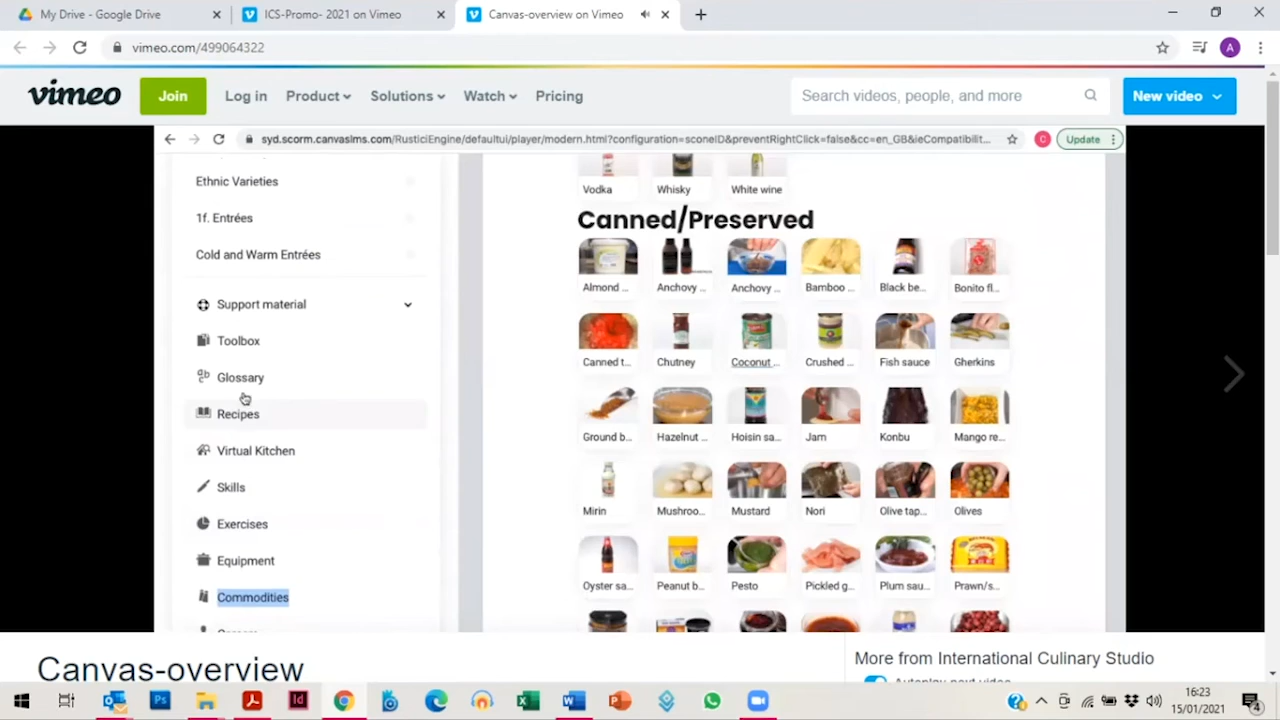 My Drive - Google Drive
ICS-Promo- 2021 on Vimeo
Canvas-overview on Vimeo
vimeo.com/499064322
A
vimeo
Join
Log in
Product
Solutions
Watch
Pricing
Search videos, people, and more
New video
syd.scorm.canvaslms.com/RusticiEngine/defaultui/player/modern.html?configuration=sconeID&preventRightClick=false&cc=en_GB&ieCompatibilit...
C
Update
Ethnic Varieties
1f. Entrées
Cold and Warm Entrées
Support material
Toolbox
Glossary
Recipes
Virtual Kitchen
Skills
Exercises
Equipment
Commodities
Vodka
Whisky
White wine
Canned/Preserved
Almond ...
Anchovy ...
Anchovy ...
Bamboo ...
Black be...
Bonito fl...
Canned t...
Chutney
Coconut ...
Crushed ...
Fish sauce
Gherkins
Ground b...
Hazelnut ...
Hoisin sa...
Jam
Konbu
Mango re...
Mirin
Mushroo...
Mustard
Nori
Olive tap...
Olives
Oyster sa...
Peanut b...
Pesto
Pickled g...
Plum sau...
Prawn/s...
Canvas-overview
More from International Culinary Studio
Autoplay next video
16:23
15/01/2021
4